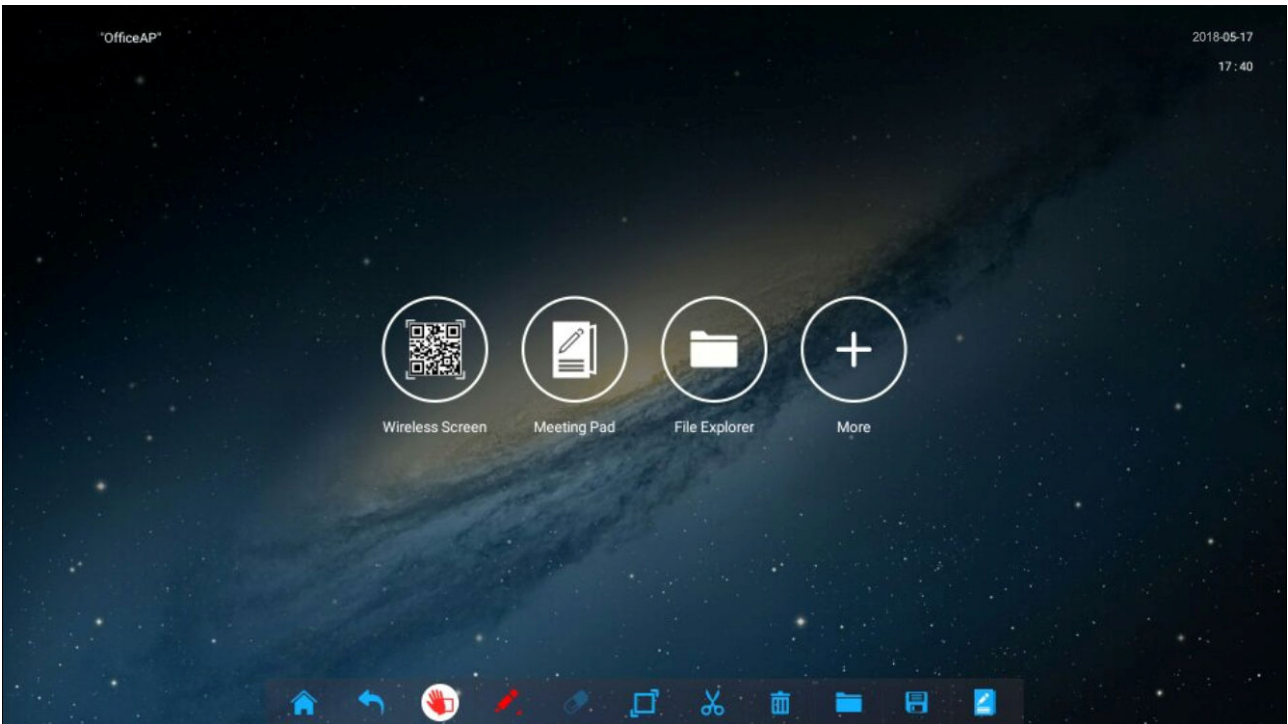 "OfficeAP"
2018-05-17
17:40
Wireless Screen
Meeting Pad
File Explorer
More